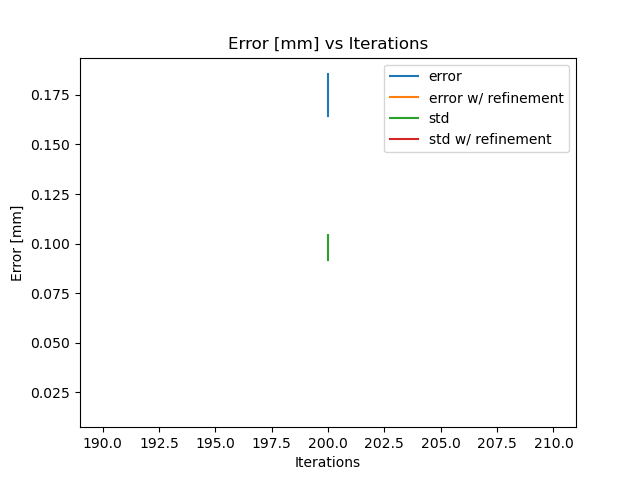 Error [mm] vs Iterations
error
error w/ refinement
std
std w/ refinement
0.175
0.150
0.125
0.100
0.075
0.050
0.025
Error [mm]
190.0 192.5 195.0 197.5 200.0 202.5 205.0 207.5 210.0
Iterations